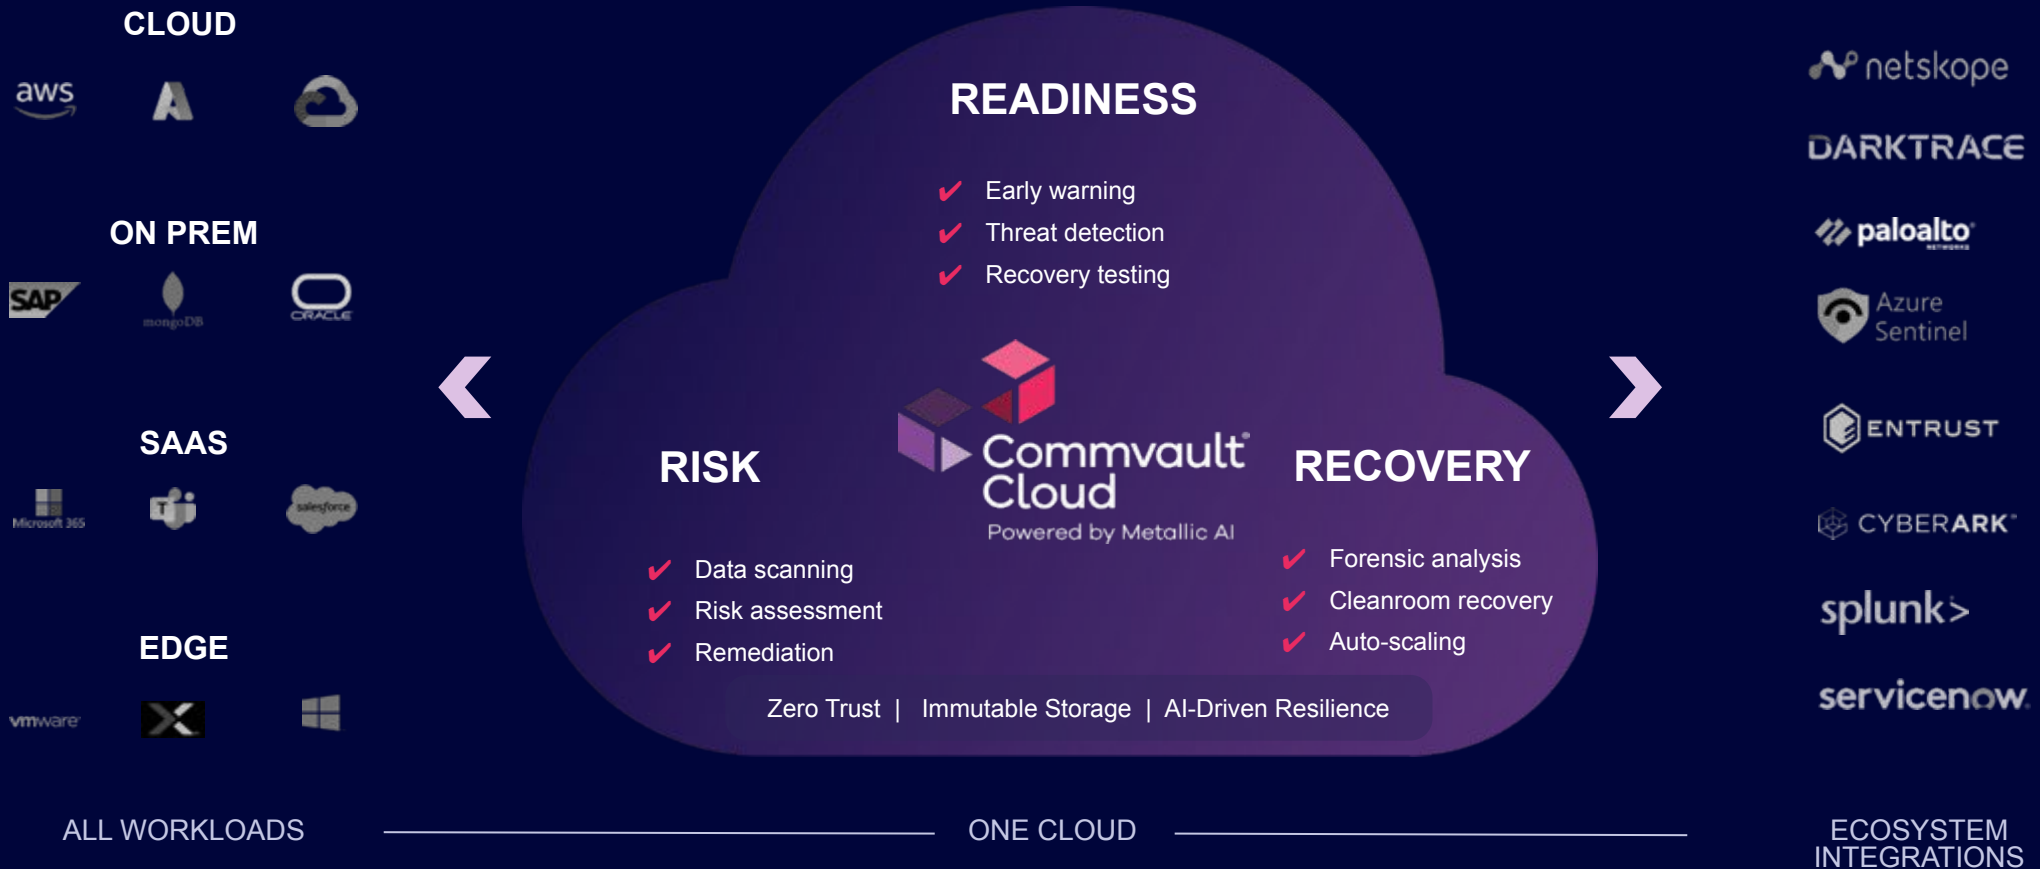 CLOUD
aws
ON PREM
SAP
mongoDB
ORACLE
SAAS
Microsoft 365
T
salesforce
EDGE
vmware
READINESS
✔ Early warning
✔ Threat detection
✔ Recovery testing
Commvault®
Cloud
Powered by Metallic AI
RISK
✔ Data scanning
✔ Risk assessment
✔ Remediation
RECOVERY
✔ Forensic analysis
✔ Cleanroom recovery
✔ Auto-scaling
Zero Trust | Immutable Storage | AI-Driven Resilience
netskope
DARKTRACE
paloalto®
NETWORKS
Azure
Sentinel
ENTRUST
CYBERARK®
splunk>
servicenow.
ALL WORKLOADS
ONE CLOUD
ECOSYSTEM
INTEGRATIONS